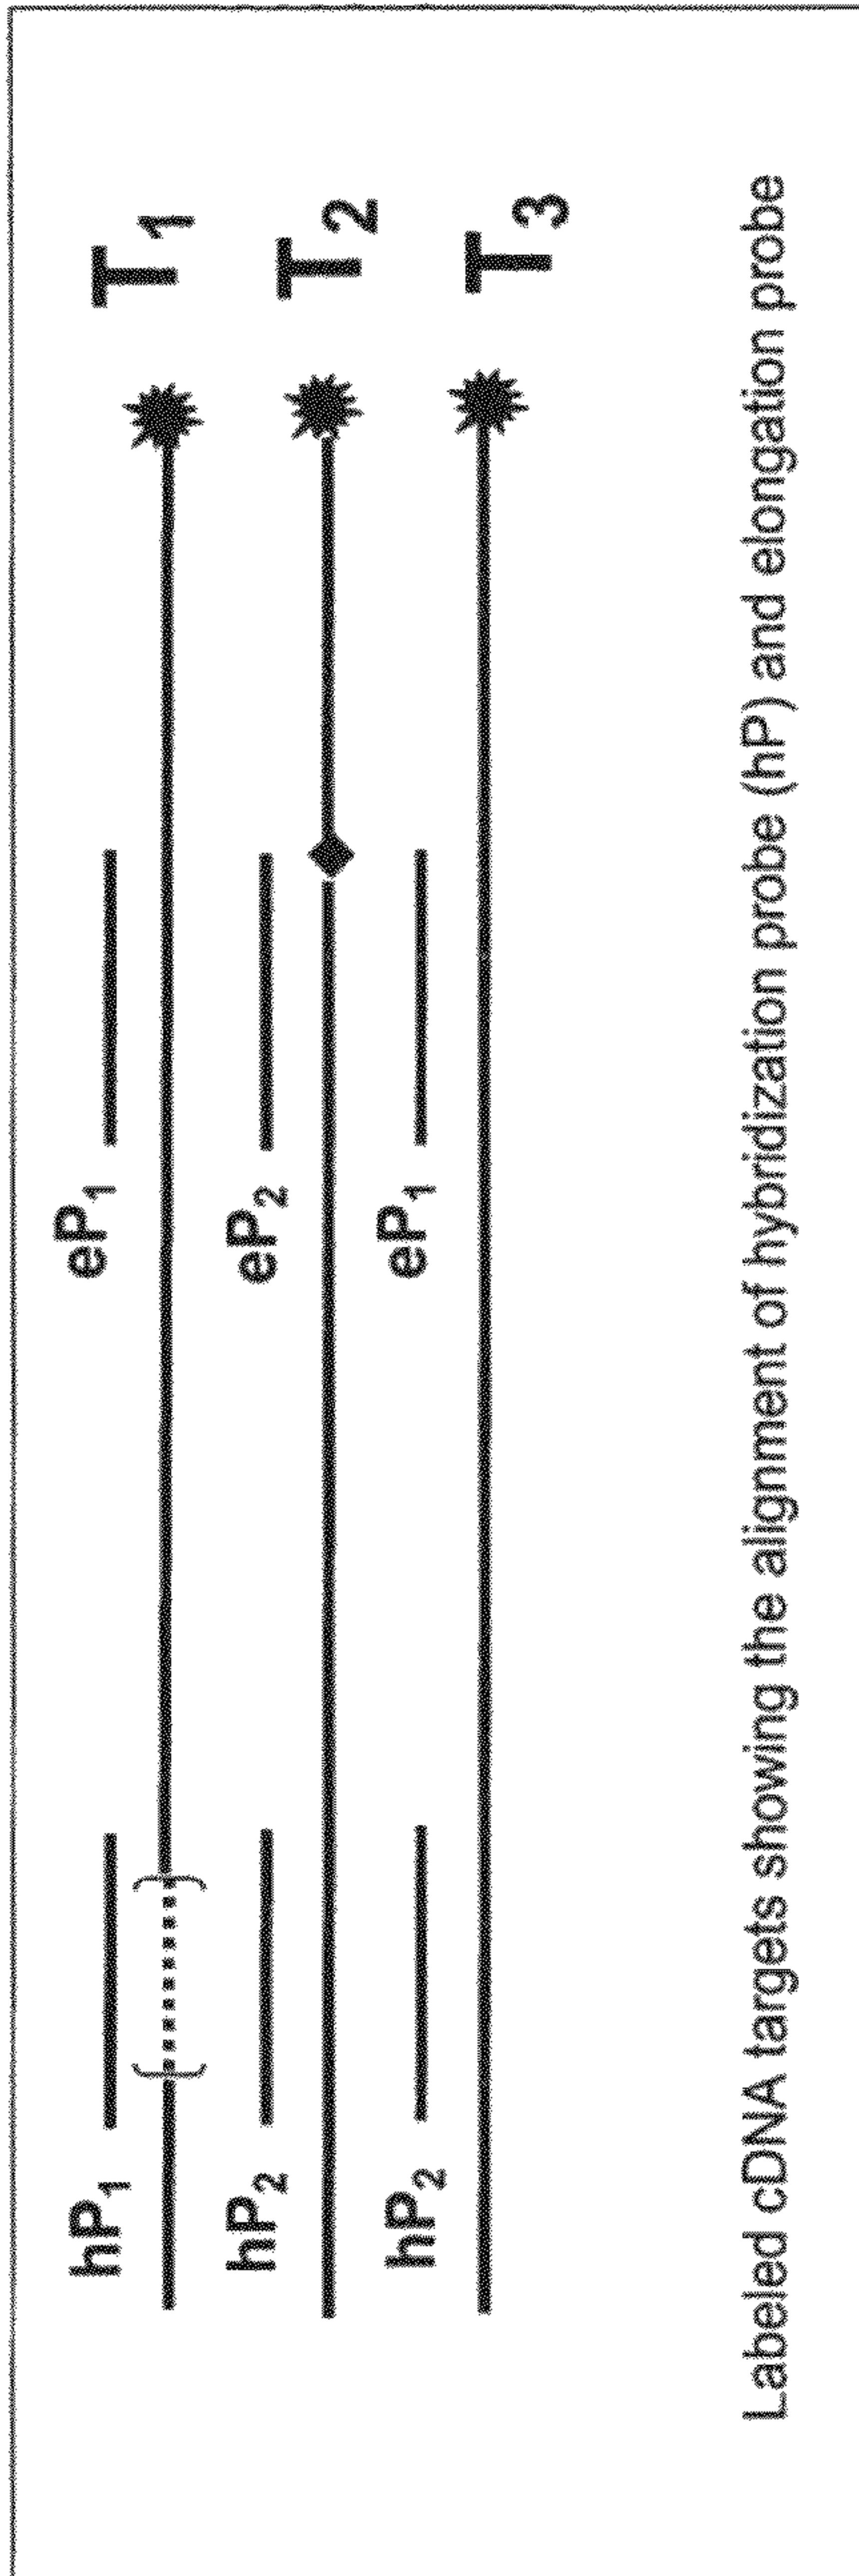 hP1 eP1 T1
hP2 eP2 T2
hP2 eP1 T3
Labeled cDNA targets showing the alignment of hybridization probe (hP) and elongation probe